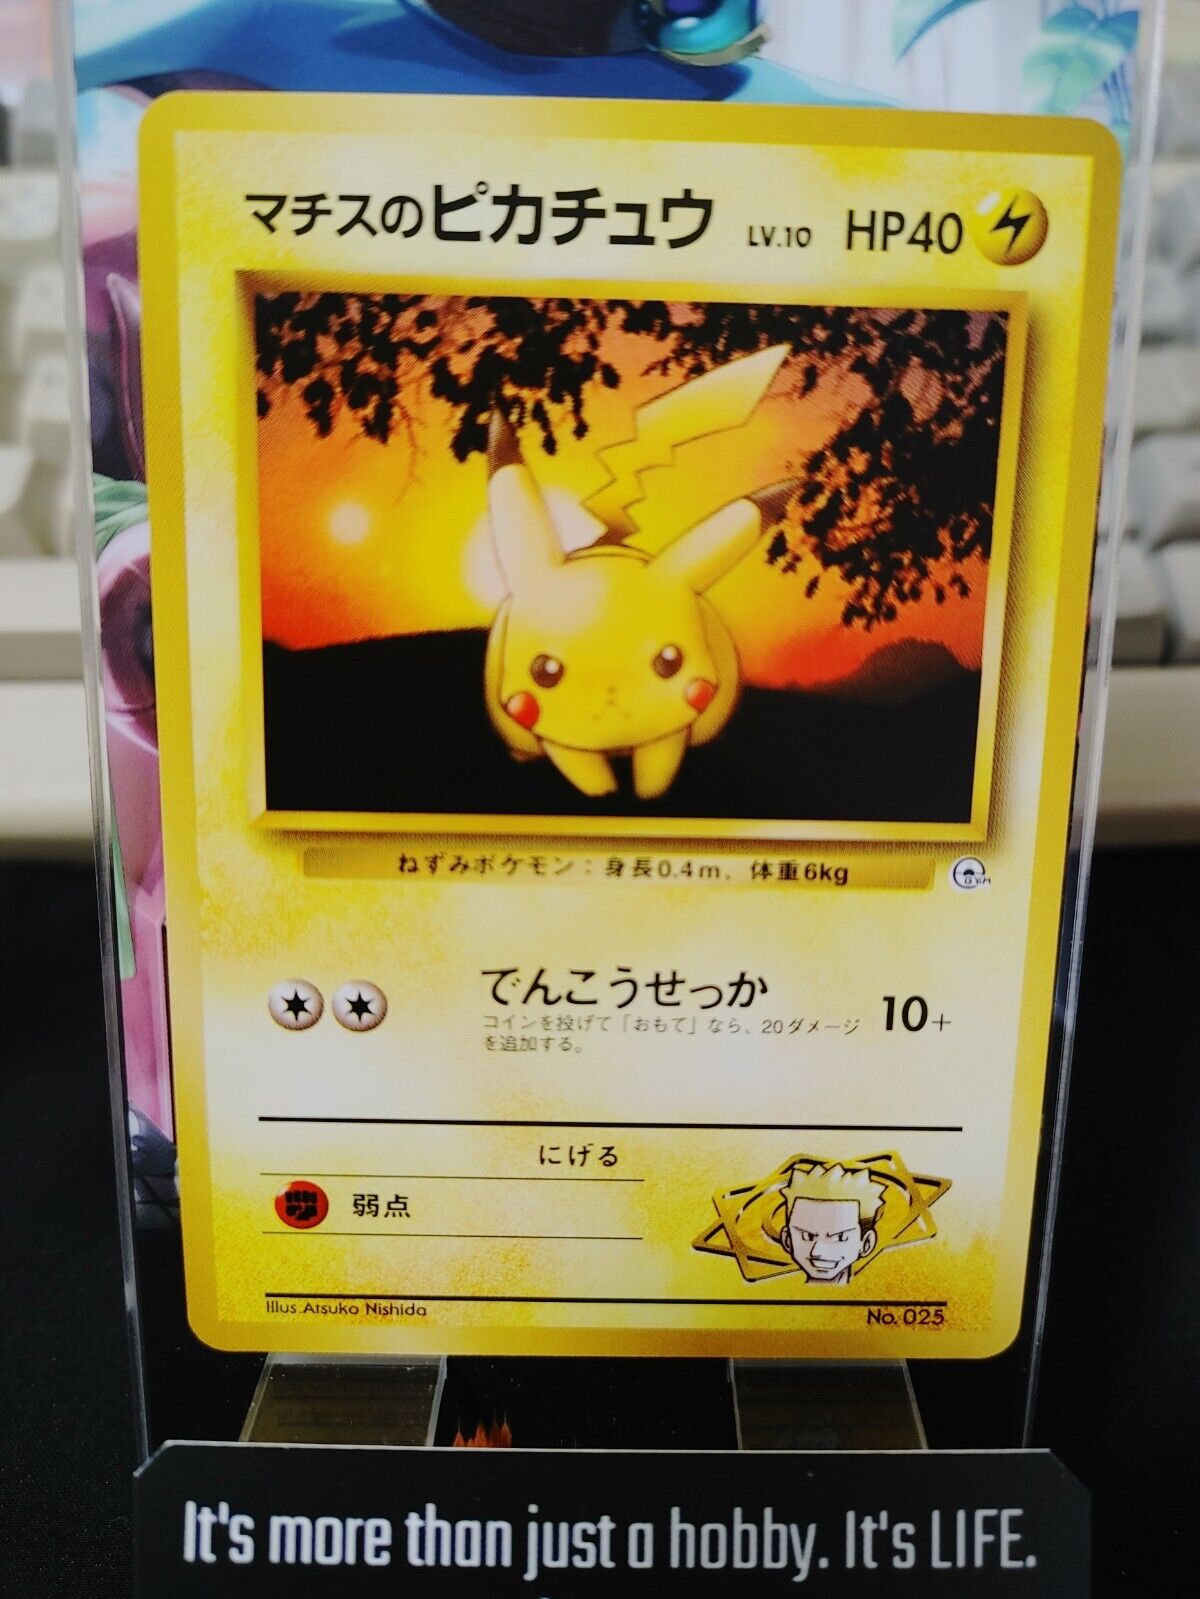 マチスのピカチュウ LV.10 HP40
ねずみポケモン：身長0.4m、体重6kg
GYM
でんこうせっか 10+
コインを投げて「おもて」なら、20ダメージ
を追加する。
にげる
弱点
Illus.Atsuko Nishida
No. 025
It's more than just a hobby. It's LIFE.